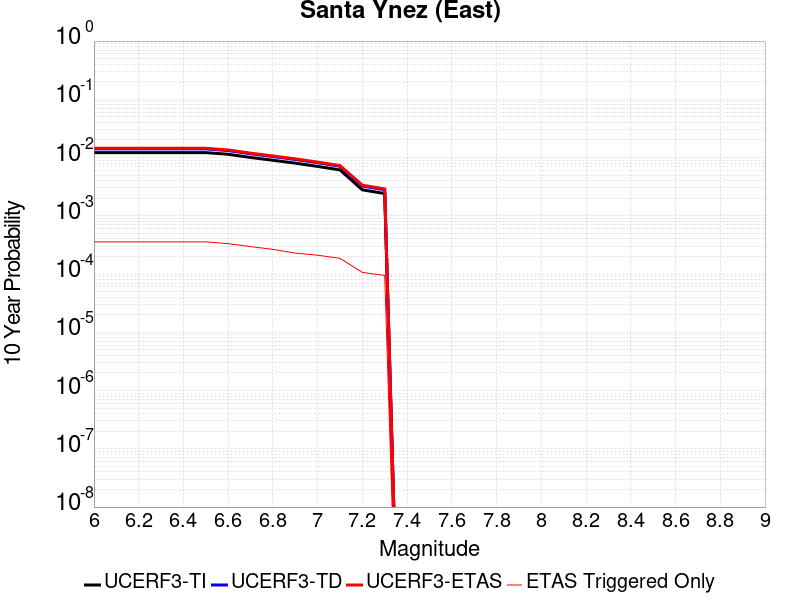 Santa Ynez (East)
10^0
10^-1
10^-2
10^-3
10^-4
10^-5
10^-6
10^-7
10^-8
10 Year Probability
6 6.2 6.4 6.6 6.8 7 7.2 7.4 7.6 7.8 8 8.2 8.4 8.6 8.8 9
Magnitude
UCERF3-TI UCERF3-TD UCERF3-ETAS ETAS Triggered Only